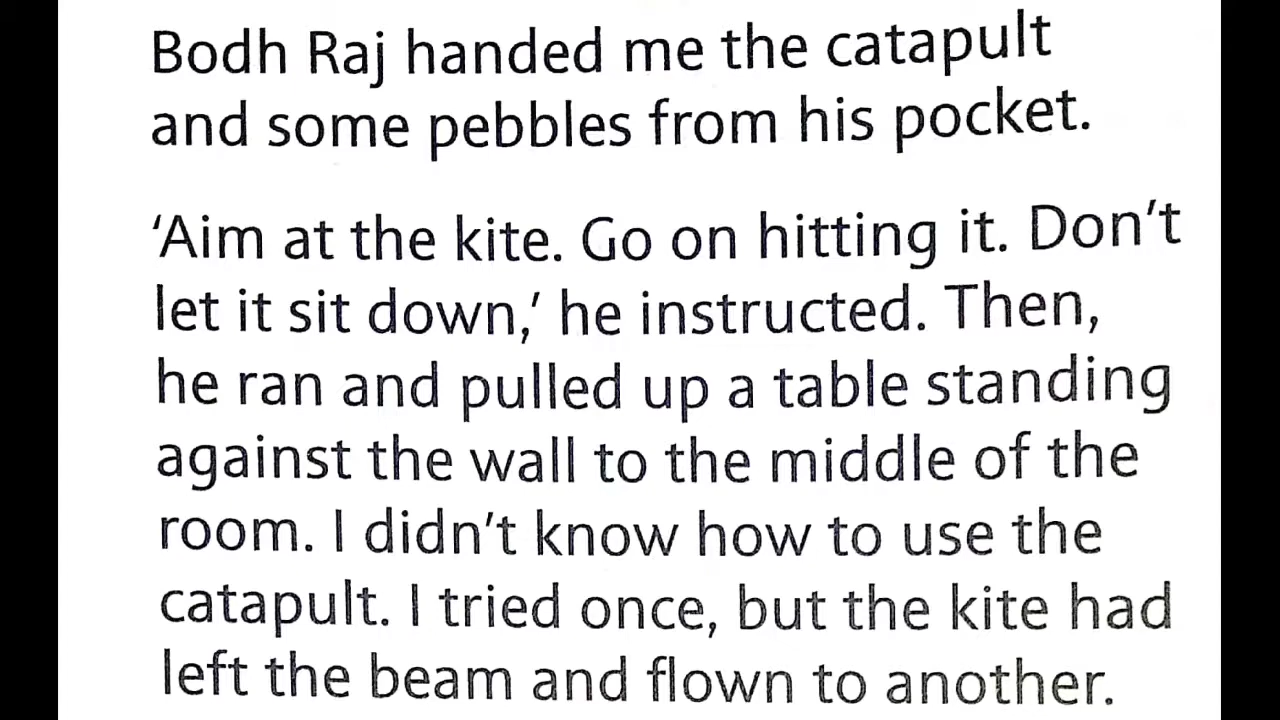 Bodh Raj handed me the catapult
and some pebbles from his pocket.
‘Aim at the kite. Go on hitting it. Don’t
let it sit down,’ he instructed. Then,
he ran and pulled up a table standing
against the wall to the middle of the
room. I didn’t know how to use the
catapult. I tried once, but the kite had
left the beam and flown to another.